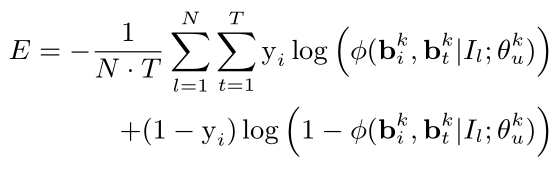 E = -\frac{1}{N \cdot T} \sum_{l=1}^{N} \sum_{t=1}^{T} \mathrm{y}_i \log \Big( \phi(\mathbf{b}_i^k, \mathbf{b}_t^k | I_l; \theta_u^k) \Big)
+(1 - \mathrm{y}_i) \log \Big( 1 - \phi(\mathbf{b}_i^k, \mathbf{b}_t^k | I_l; \theta_u^k) \Big)